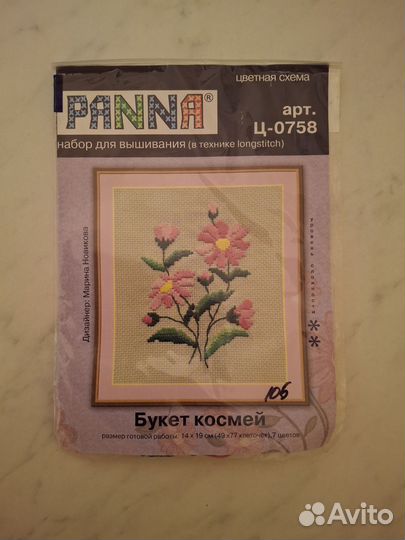 цветная схема
PANNA®
арт.
Ц-0758
набор для вышивания (в технике longstitch)
Дизайнер: Марина Новикова
106
Букет космей
размер готовой работы: 14 х 19 см (49×77 клеточек), 7 цветов
Avito